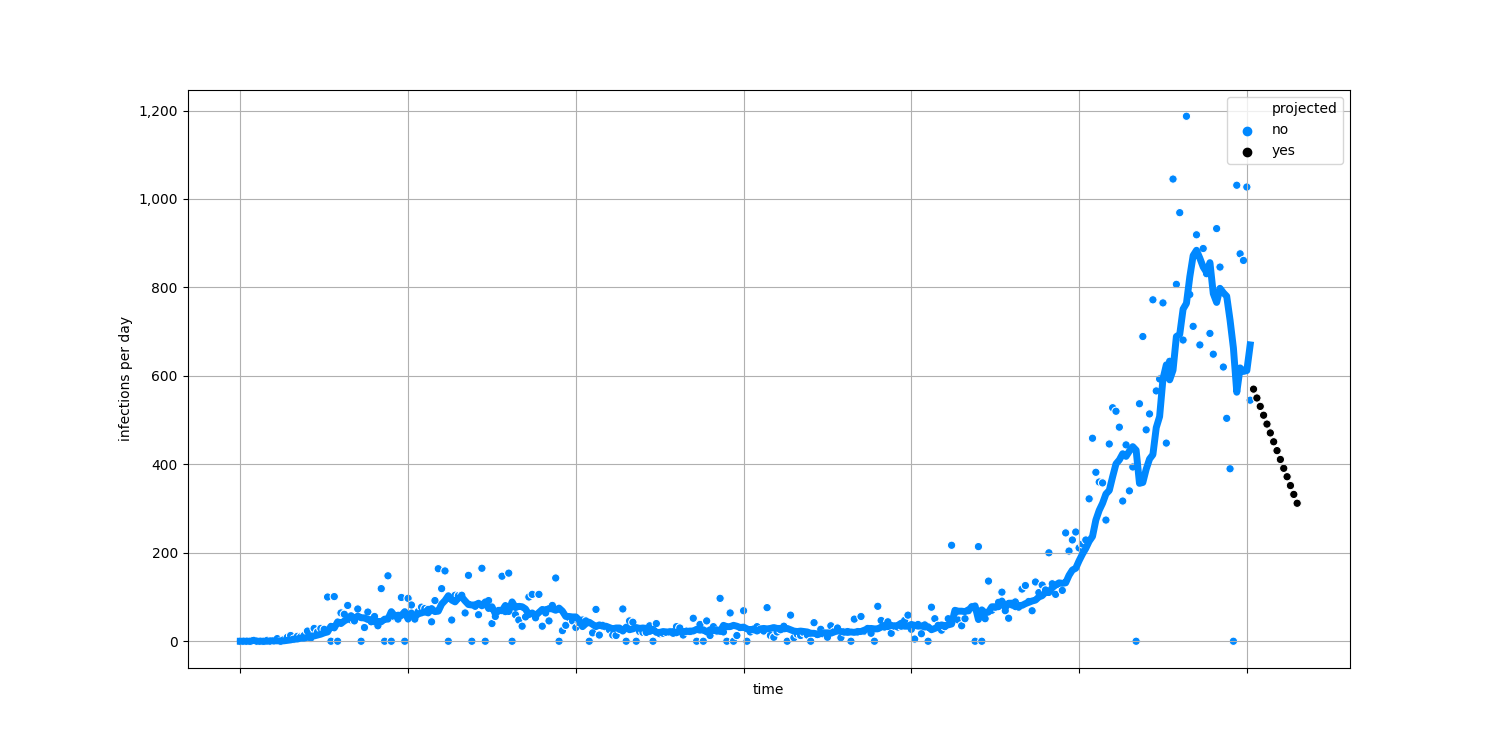 1,200
1,000
800
600
400
200
0
infections per day
time
projected
no
yes